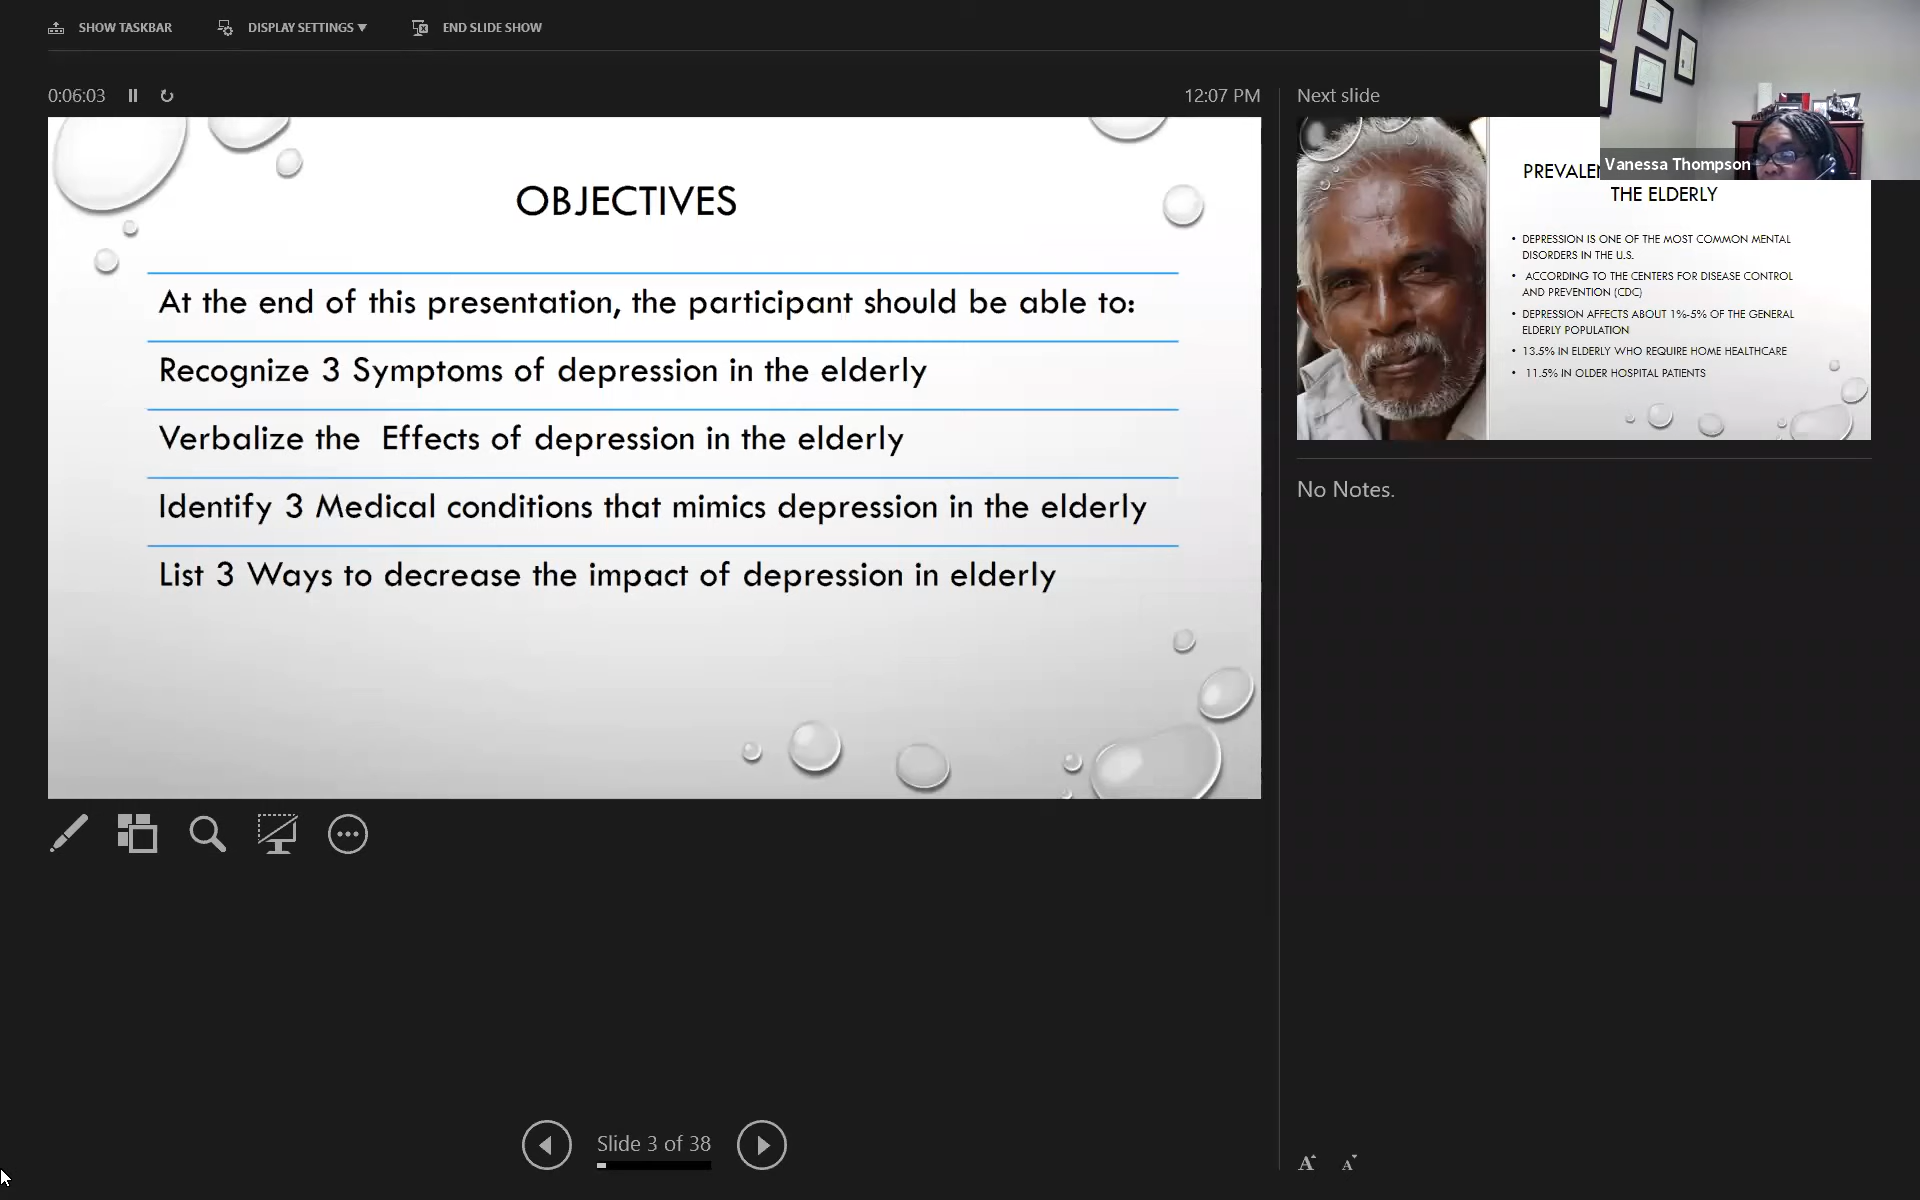 SHOW TASKBAR
DISPLAY SETTINGS
END SLIDE SHOW
0:06:03
12:07 PM
OBJECTIVES
At the end of this presentation, the participant should be able to:
Recognize 3 Symptoms of depression in the elderly
Verbalize the Effects of depression in the elderly
Identify 3 Medical conditions that mimics depression in the elderly
List 3 Ways to decrease the impact of depression in elderly
Slide 3 of 38
Next slide
Vanessa Thompson
THE ELDERLY
• DEPRESSION IS ONE OF THE MOST COMMON MENTAL
DISORDERS IN THE U.S.
• ACCORDING TO THE CENTERS FOR DISEASE CONTROL
AND PREVENTION (CDC)
• DEPRESSION AFFECTS ABOUT 1%-5% OF THE GENERAL
ELDERLY POPULATION
• 13.5% IN ELDERLY WHO REQUIRE HOME HEALTHCARE
• 11.5% IN OLDER HOSPITAL PATIENTS
No Notes.
A A